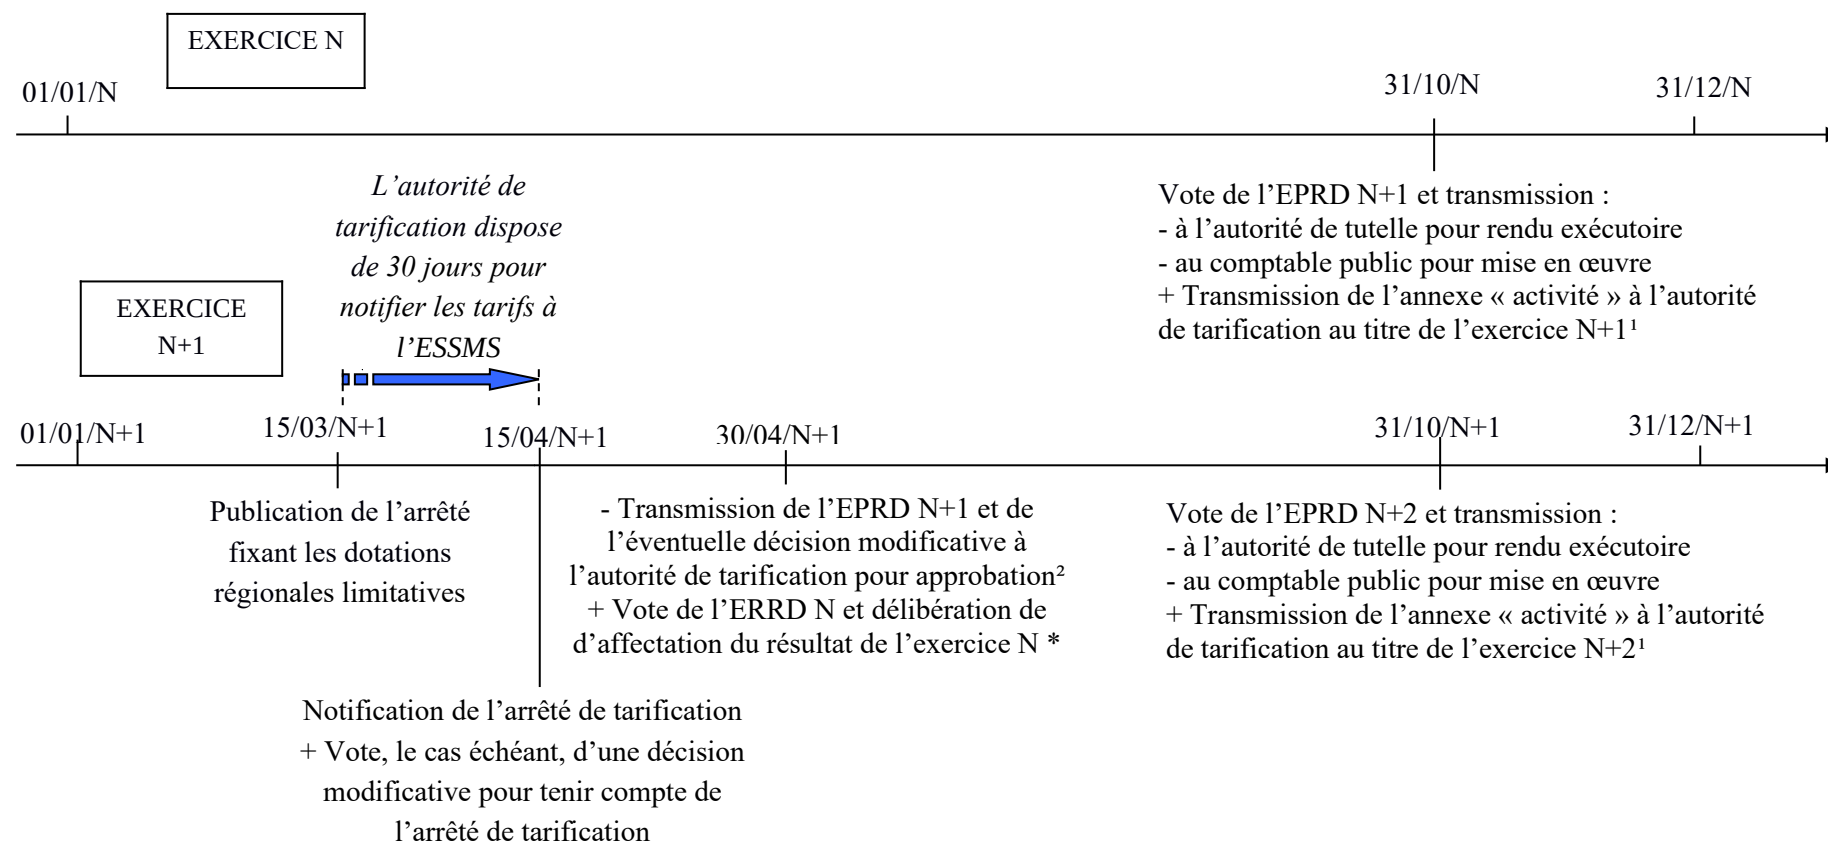 EXERCICE N
01/01/N
31/10/N
31/12/N
L’autorité de
tarification dispose
de 30 jours pour
notifier les tarifs à
l’ESSMS
Vote de l’EPRD N+1 et transmission :
- à l’autorité de tutelle pour rendu exécutoire
- au comptable public pour mise en œuvre
+ Transmission de l’annexe « activité » à l’autorité
de tarification au titre de l’exercice N+1¹
EXERCICE
N+1
01/01/N+1
15/03/N+1
15/04/N+1
30/04/N+1
31/10/N+1
31/12/N+1
Publication de l’arrêté
fixant les dotations
régionales limitatives
- Transmission de l’EPRD N+1 et de
l’éventuelle décision modificative à
l’autorité de tarification pour approbation²
+ Vote de l’ERRD N et délibération de
d’affectation du résultat de l’exercice N *
Vote de l’EPRD N+2 et transmission :
- à l’autorité de tutelle pour rendu exécutoire
- au comptable public pour mise en œuvre
+ Transmission de l’annexe « activité » à l’autorité
de tarification au titre de l’exercice N+2¹
Notification de l’arrêté de tarification
+ Vote, le cas échéant, d’une décision
modificative pour tenir compte de
l’arrêté de tarification